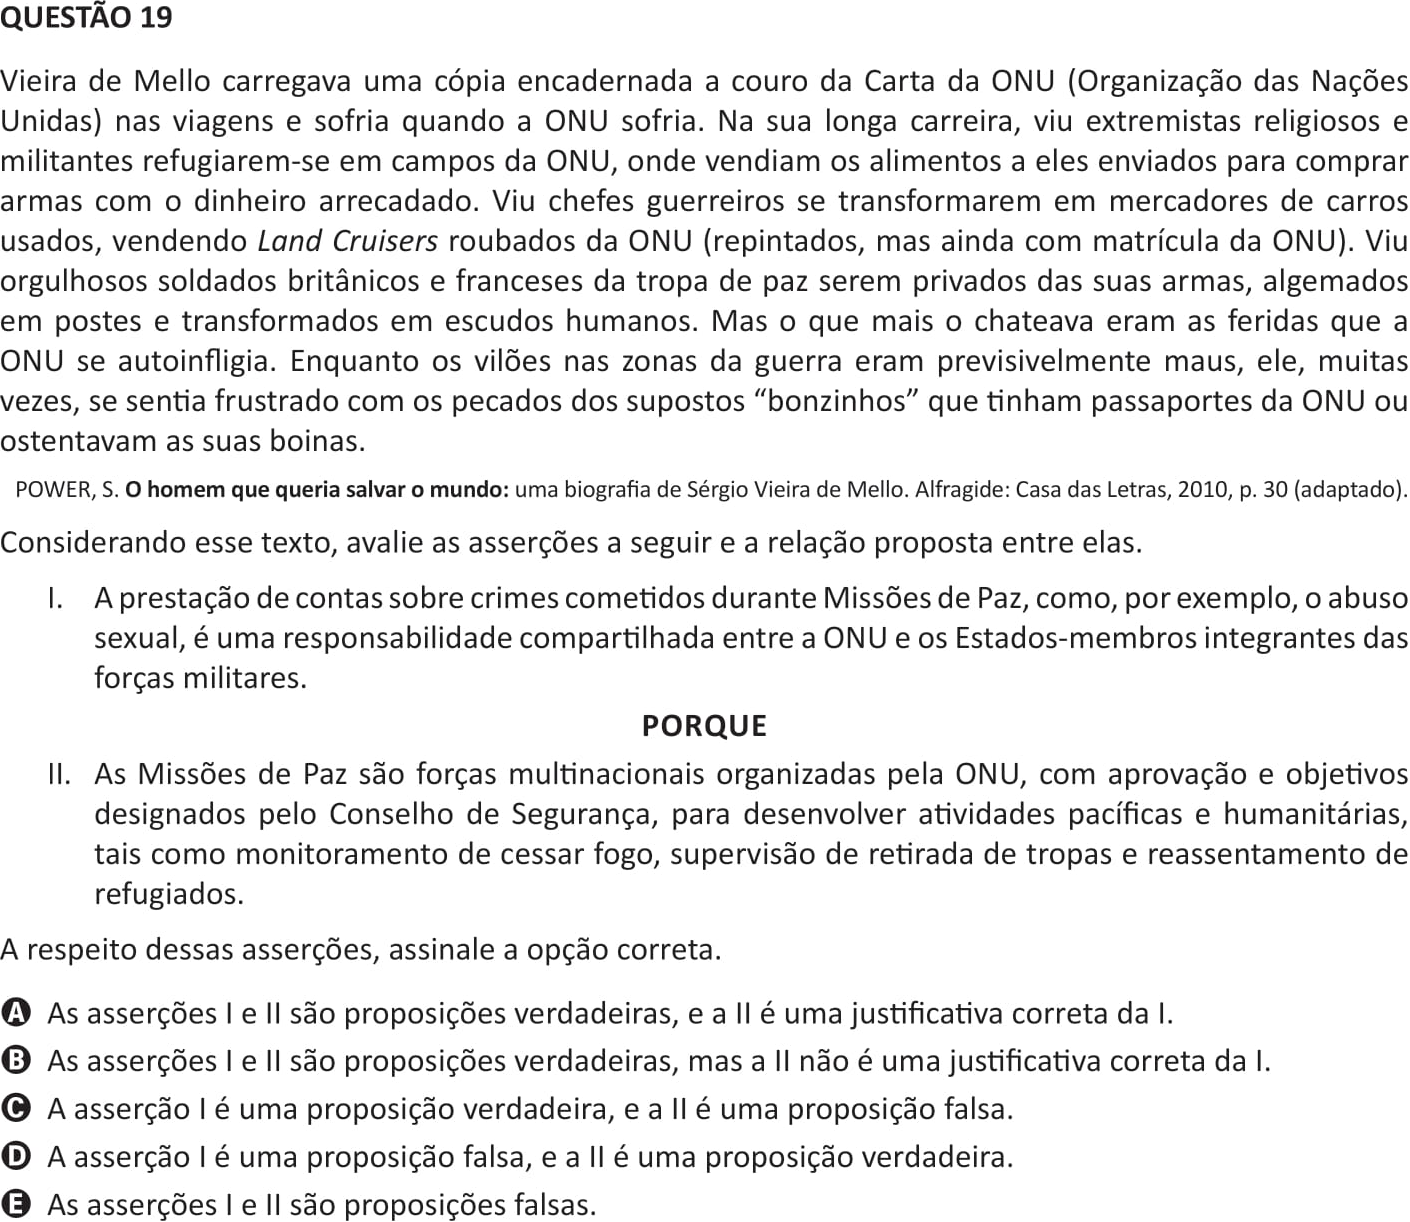 QUESTÃO 19
Vieira de Mello carregava uma cópia encadernada a couro da Carta da ONU (Organização das Nações
Unidas) nas viagens e sofria quando a ONU sofria. Na sua longa carreira, viu extremistas religiosos e
militantes refugiarem-se em campos da ONU, onde vendiam os alimentos a eles enviados para comprar
armas com o dinheiro arrecadado. Viu chefes guerreiros se transformarem em mercadores de carros
usados, vendendo Land Cruisers roubados da ONU (repintados, mas ainda com matrícula da ONU). Viu
orgulhosos soldados britânicos e franceses da tropa de paz serem privados das suas armas, algemados
em postes e transformados em escudos humanos. Mas o que mais o chateava eram as feridas que a
ONU se autoinfligia. Enquanto os vilões nas zonas da guerra eram previsivelmente maus, ele, muitas
vezes, se sentia frustrado com os pecados dos supostos “bonzinhos” que tinham passaportes da ONU ou
ostentavam as suas boinas.
POWER, S. O homem que queria salvar o mundo: uma biografia de Sérgio Vieira de Mello. Alfragide: Casa das Letras, 2010, p. 30 (adaptado).
Considerando esse texto, avalie as asserções a seguir e a relação proposta entre elas.
I. A prestação de contas sobre crimes cometidos durante Missões de Paz, como, por exemplo, o abuso
sexual, é uma responsabilidade compartilhada entre a ONU e os Estados-membros integrantes das
forças militares.
PORQUE
II. As Missões de Paz são forças multinacionais organizadas pela ONU, com aprovação e objetivos
designados pelo Conselho de Segurança, para desenvolver atividades pacíficas e humanitárias,
tais como monitoramento de cessar fogo, supervisão de retirada de tropas e reassentamento de
refugiados.
A respeito dessas asserções, assinale a opção correta.
A As asserções I e II são proposições verdadeiras, e a II é uma justificativa correta da I.
B As asserções I e II são proposições verdadeiras, mas a II não é uma justificativa correta da I.
C A asserção I é uma proposição verdadeira, e a II é uma proposição falsa.
D A asserção I é uma proposição falsa, e a II é uma proposição verdadeira.
E As asserções I e II são proposições falsas.